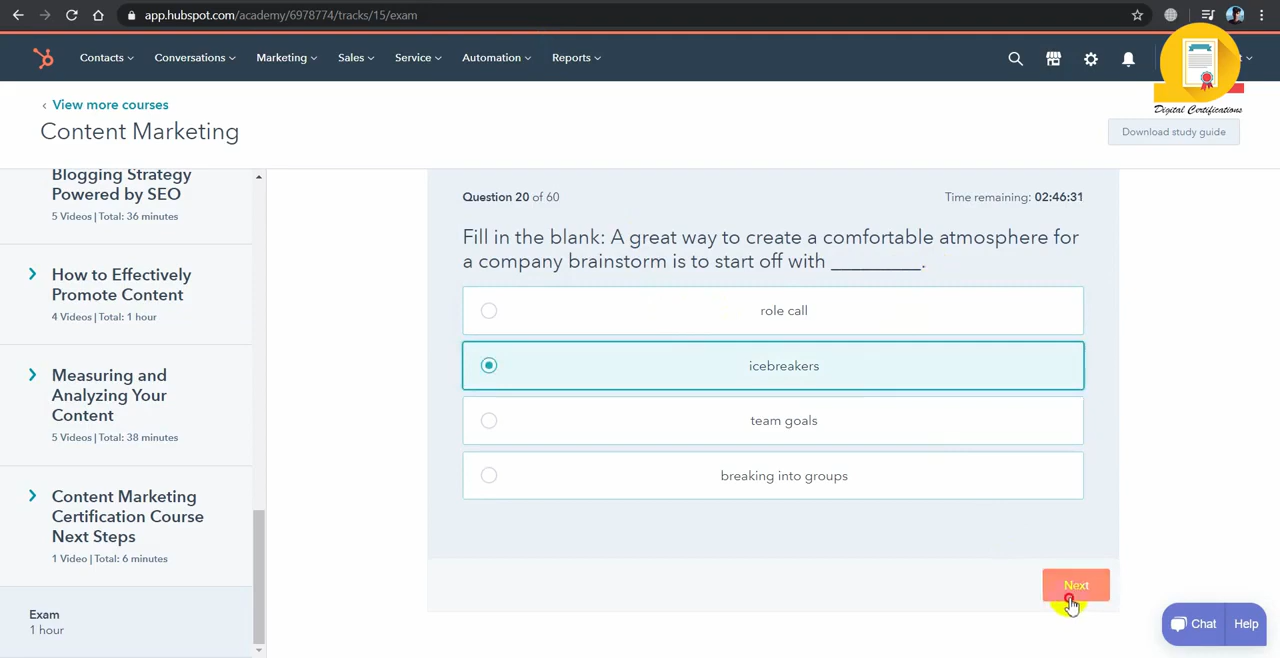 app.hubspot.com/academy/6978774/tracks/15/exam
Contacts
Conversations
Marketing
Sales
Service
Automation
Reports
Digital Certifications
View more courses
Content Marketing
Download study guide
Blogging Strategy
Powered by SEO
5 Videos | Total: 36 minutes
How to Effectively
Promote Content
4 Videos | Total: 1 hour
Measuring and
Analyzing Your
Content
5 Videos | Total: 38 minutes
Content Marketing
Certification Course
Next Steps
1 Video | Total: 6 minutes
Exam
1 hour
Question 20 of 60
Time remaining: 02:46:31
Fill in the blank: A great way to create a comfortable atmosphere for
a company brainstorm is to start off with _________.
role call
icebreakers
team goals
breaking into groups
Next
Chat
Help